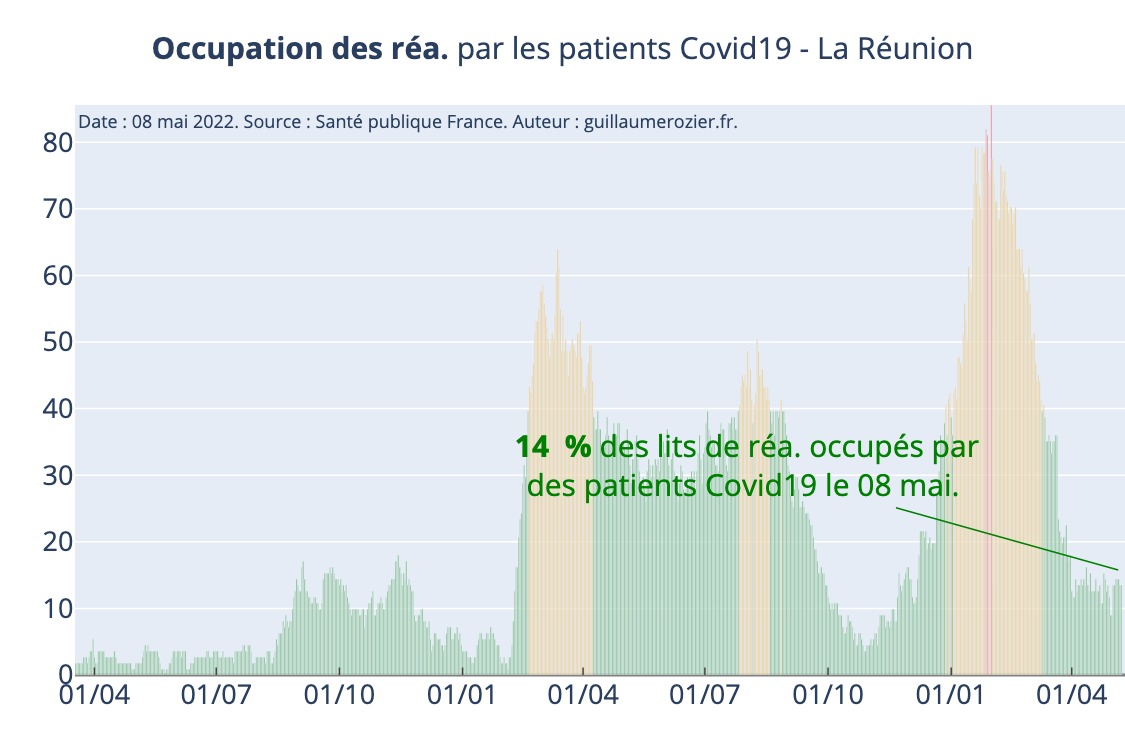 Occupation des réa. par les patients Covid19 - La Réunion
Date : 08 mai 2022. Source : Santé publique France. Auteur : guillaumerozier.fr.
80
70
60
50
40
14 % des lits de réa. occupés par
des patients Covid19 le 08 mai.
30
20
10
0
01/04 01/07 01/10 01/01 01/04 01/07 01/10 01/01 01/04